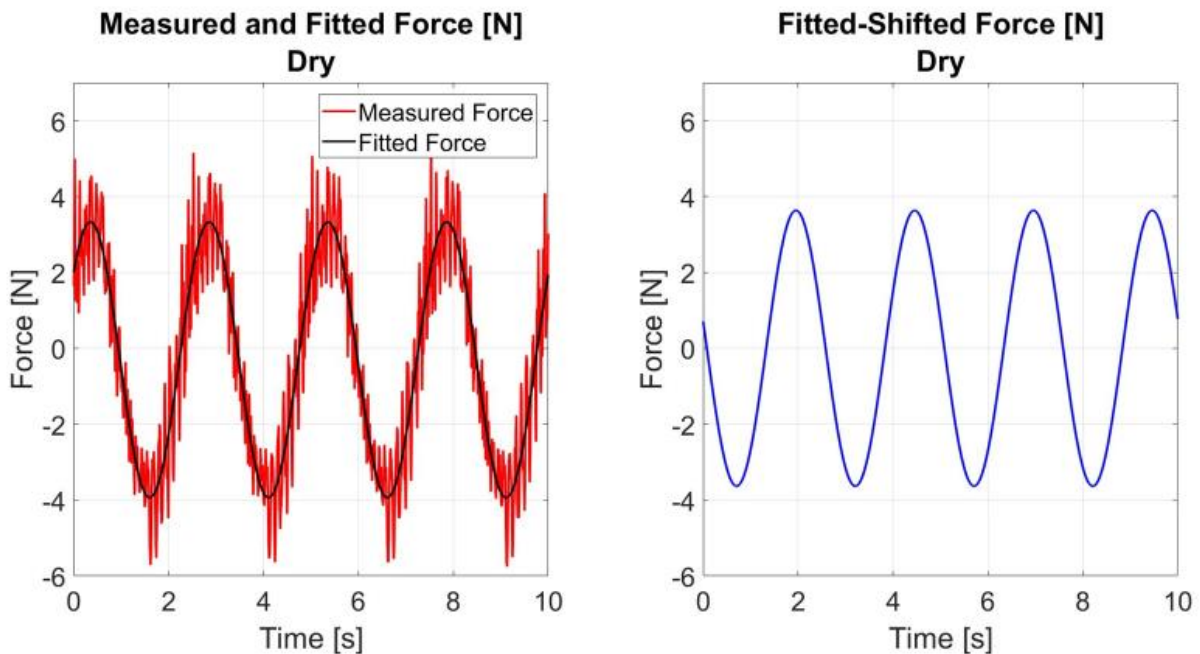 Measured and Fitted Force [N]
Dry
Measured Force
Fitted Force
6
4
2
0
-2
-4
-6
Force [N]
0 2 4 6 8 10
Time [s]
Fitted-Shifted Force [N]
Dry
6
4
2
0
-2
-4
-6
Force [N]
0 2 4 6 8 10
Time [s]